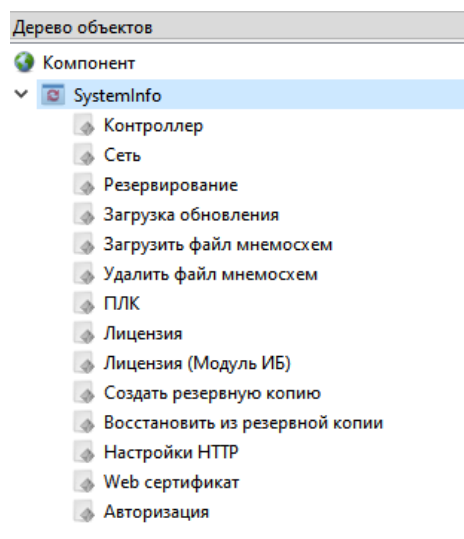 Дерево объектов
Компонент
SystemInfo
Контроллер
Сеть
Резервирование
Загрузка обновления
Загрузить файл мнемосхем
Удалить файл мнемосхем
ПЛК
Лицензия
Лицензия (Модуль ИБ)
Создать резервную копию
Восстановить из резервной копии
Настройки HTTP
Web сертификат
Авторизация